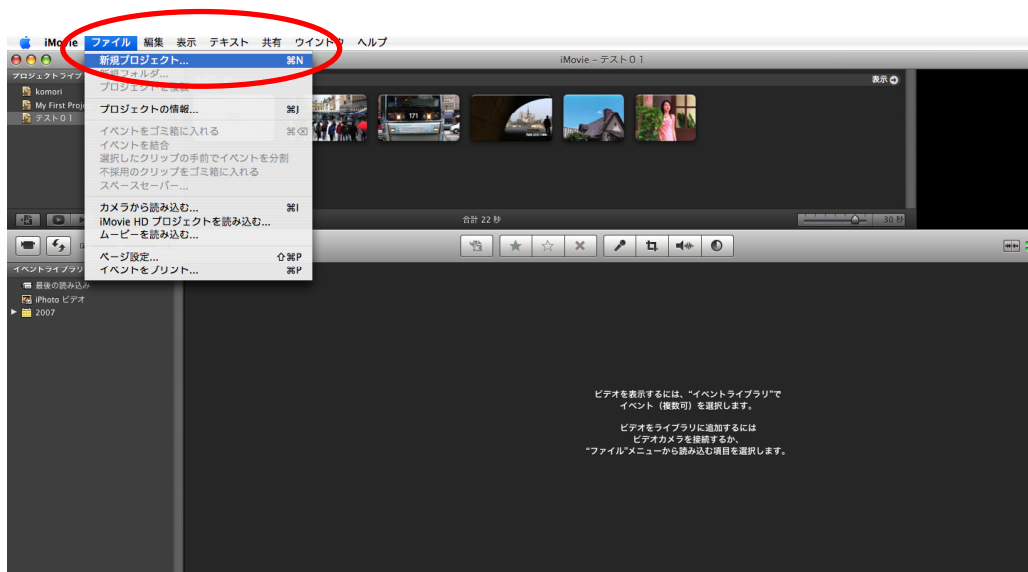 iMovie ファイル 編集 表示 テキスト 共有 ウインドウ ヘルプ
iMovie – テスト01
新規プロジェクト... ⌘N
新規フォルダ...
プロジェクトを複製
プロジェクトの情報... ⌘J
イベントをゴミ箱に入れる ⌘⌫
イベントを結合
選択したクリップの手前でイベントを分割
不採用のクリップをゴミ箱に入れる
スペースセーバー...
カメラから読み込む... ⌘I
iMovie HD プロジェクトを読み込む...
ムービーを読み込む...
ページ設定... ⇧⌘P
イベントをプリント... ⌘P
プロジェクトライブ
komori
My First Proje
テスト01
表示
171
合計 22 秒
30 秒
イベントライブラリ
最後の読み込み
iPhoto ビデオ
2007
ビデオを表示するには、“イベントライブラリ”で
イベント（複数可）を選択します。
ビデオをライブラリに追加するには
ビデオカメラを接続するか、
“ファイル”メニューから読み込む項目を選択します。